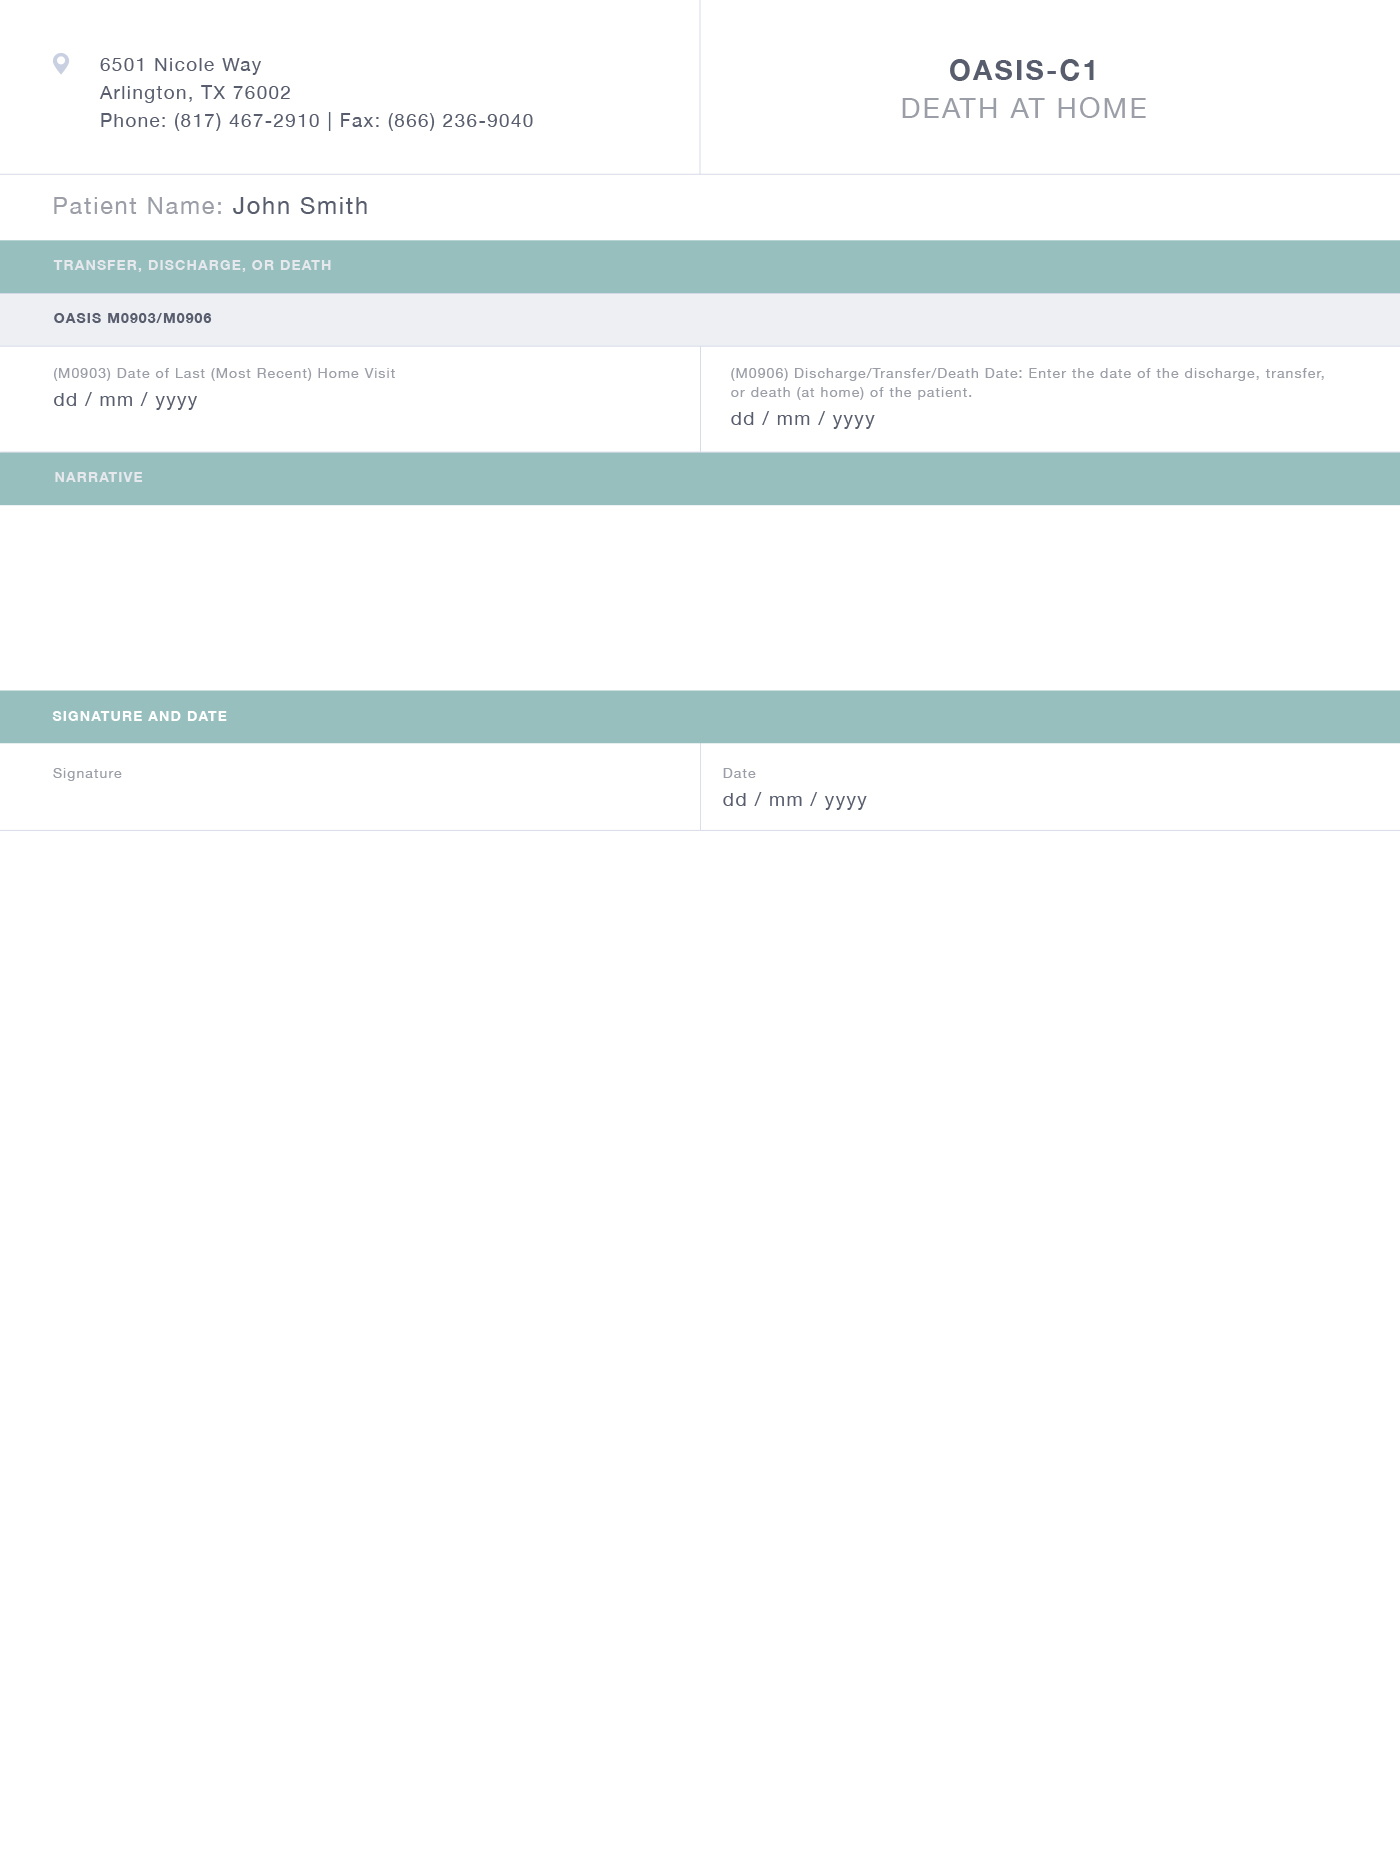 6501 Nicole Way
Arlington, TX 76002
Phone: (817) 467-2910 | Fax: (866) 236-9040
OASIS-C1
DEATH AT HOME
Patient Name: John Smith
TRANSFER, DISCHARGE, OR DEATH
OASIS M0903/M0906
(M0903) Date of Last (Most Recent) Home Visit
dd / mm / yyyy
(M0906) Discharge/Transfer/Death Date: Enter the date of the discharge, transfer,
or death (at home) of the patient.
dd / mm / yyyy
NARRATIVE
SIGNATURE AND DATE
Signature
Date
dd / mm / yyyy